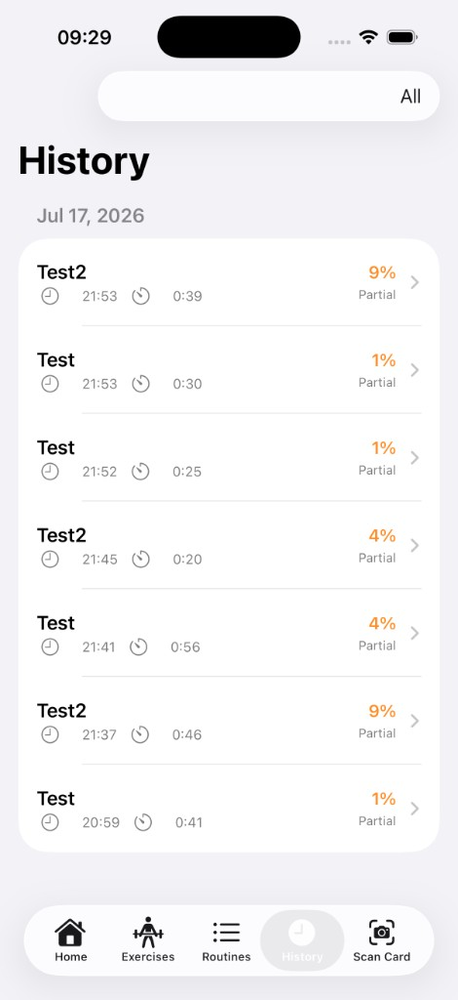 09:29
All
History
Jul 17, 2026
Test2 9%
21:53 0:39 Partial
Test 1%
21:53 0:30 Partial
Test 1%
21:52 0:25 Partial
Test2 4%
21:45 0:20 Partial
Test 4%
21:41 0:56 Partial
Test2 9%
21:37 0:46 Partial
Test 1%
20:59 0:41 Partial
Home Exercises Routines History Scan Card